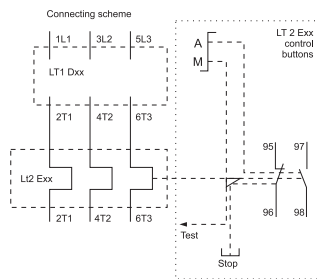 Connecting scheme
1L1 3L2 5L3
LT1 Dxx
2T1 4T2 6T3
Lt2 Exx
2T1 4T2 6T3
LT 2 Exx
control
buttons
A
M
95 97
96 98
Test
Stop